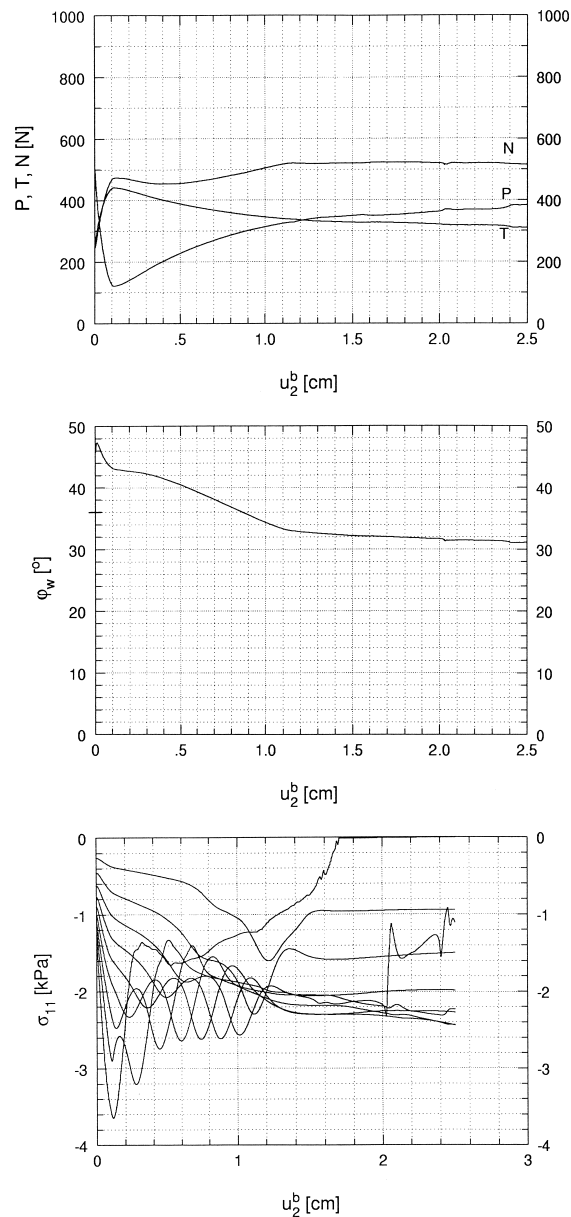 1000 1000
800 800
600 600
N
400 P 400
T
200 200
0 0
0 .5 1.0 1.5 2.0 2.5
P, T, N [N]
u₂ᵇ [cm]
50 50
40 40
30 30
20 20
10 10
0 0
0 .5 1.0 1.5 2.0 2.5
φw [°]
u₂ᵇ [cm]
0 0
-1 -1
-2 -2
-3 -3
-4 -4
0 1 2 3
σ₁₁ [kPa]
u₂ᵇ [cm]